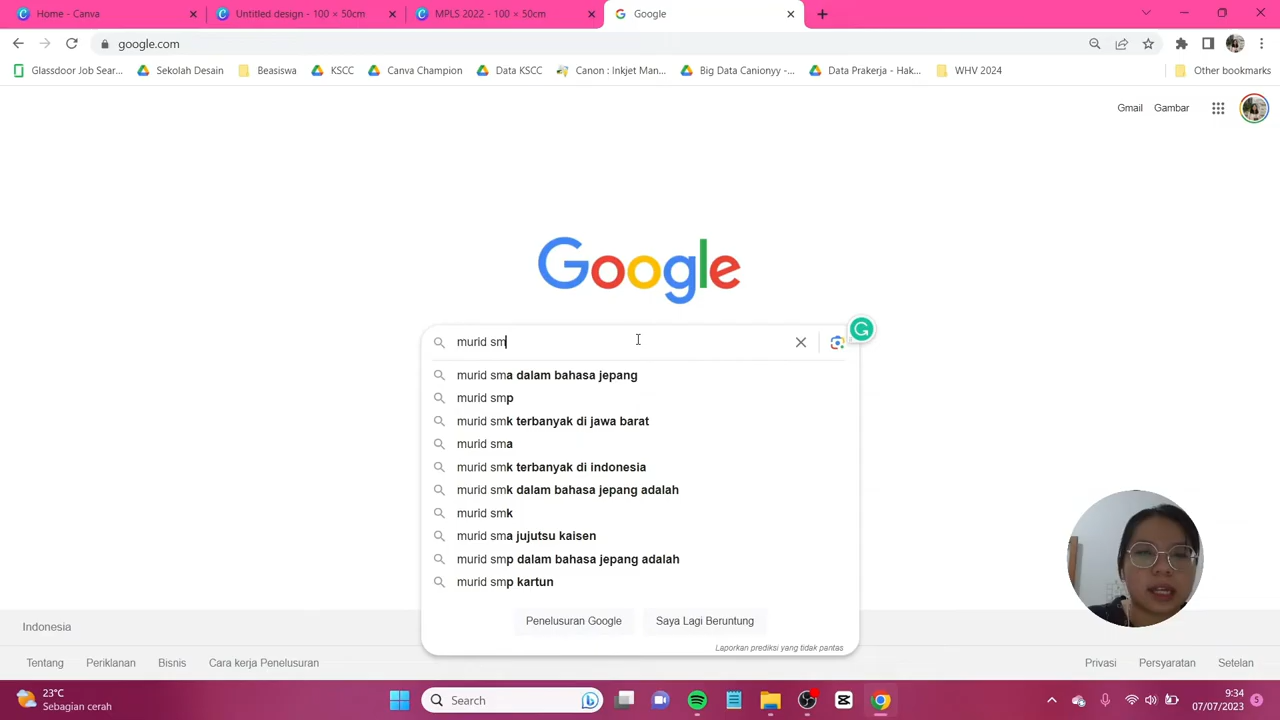 Home - Canva
Untitled design - 100 × 50cm
MPLS 2022 - 100 × 50cm
Google
google.com
Glassdoor Job Sear...
Sekolah Desain
Beasiswa
KSCC
Canva Champion
Data KSCC
Canon : Inkjet Man...
Big Data Canionyy -...
Data Prakerja - Hak...
WHV 2024
Other bookmarks
Gmail
Gambar
Google
murid sm
murid sma dalam bahasa jepang
murid smp
murid smk terbanyak di jawa barat
murid sma
murid smk terbanyak di indonesia
murid smk dalam bahasa jepang adalah
murid smk
murid sma jujutsu kaisen
murid smp dalam bahasa jepang adalah
murid smp kartun
Penelusuran Google
Saya Lagi Beruntung
Laporkan prediksi yang tidak pantas
Indonesia
Tentang
Periklanan
Bisnis
Cara kerja Penelusuran
Privasi
Persyaratan
Setelan
23°C
Sebagian cerah
Search
9:34
07/07/2023
5